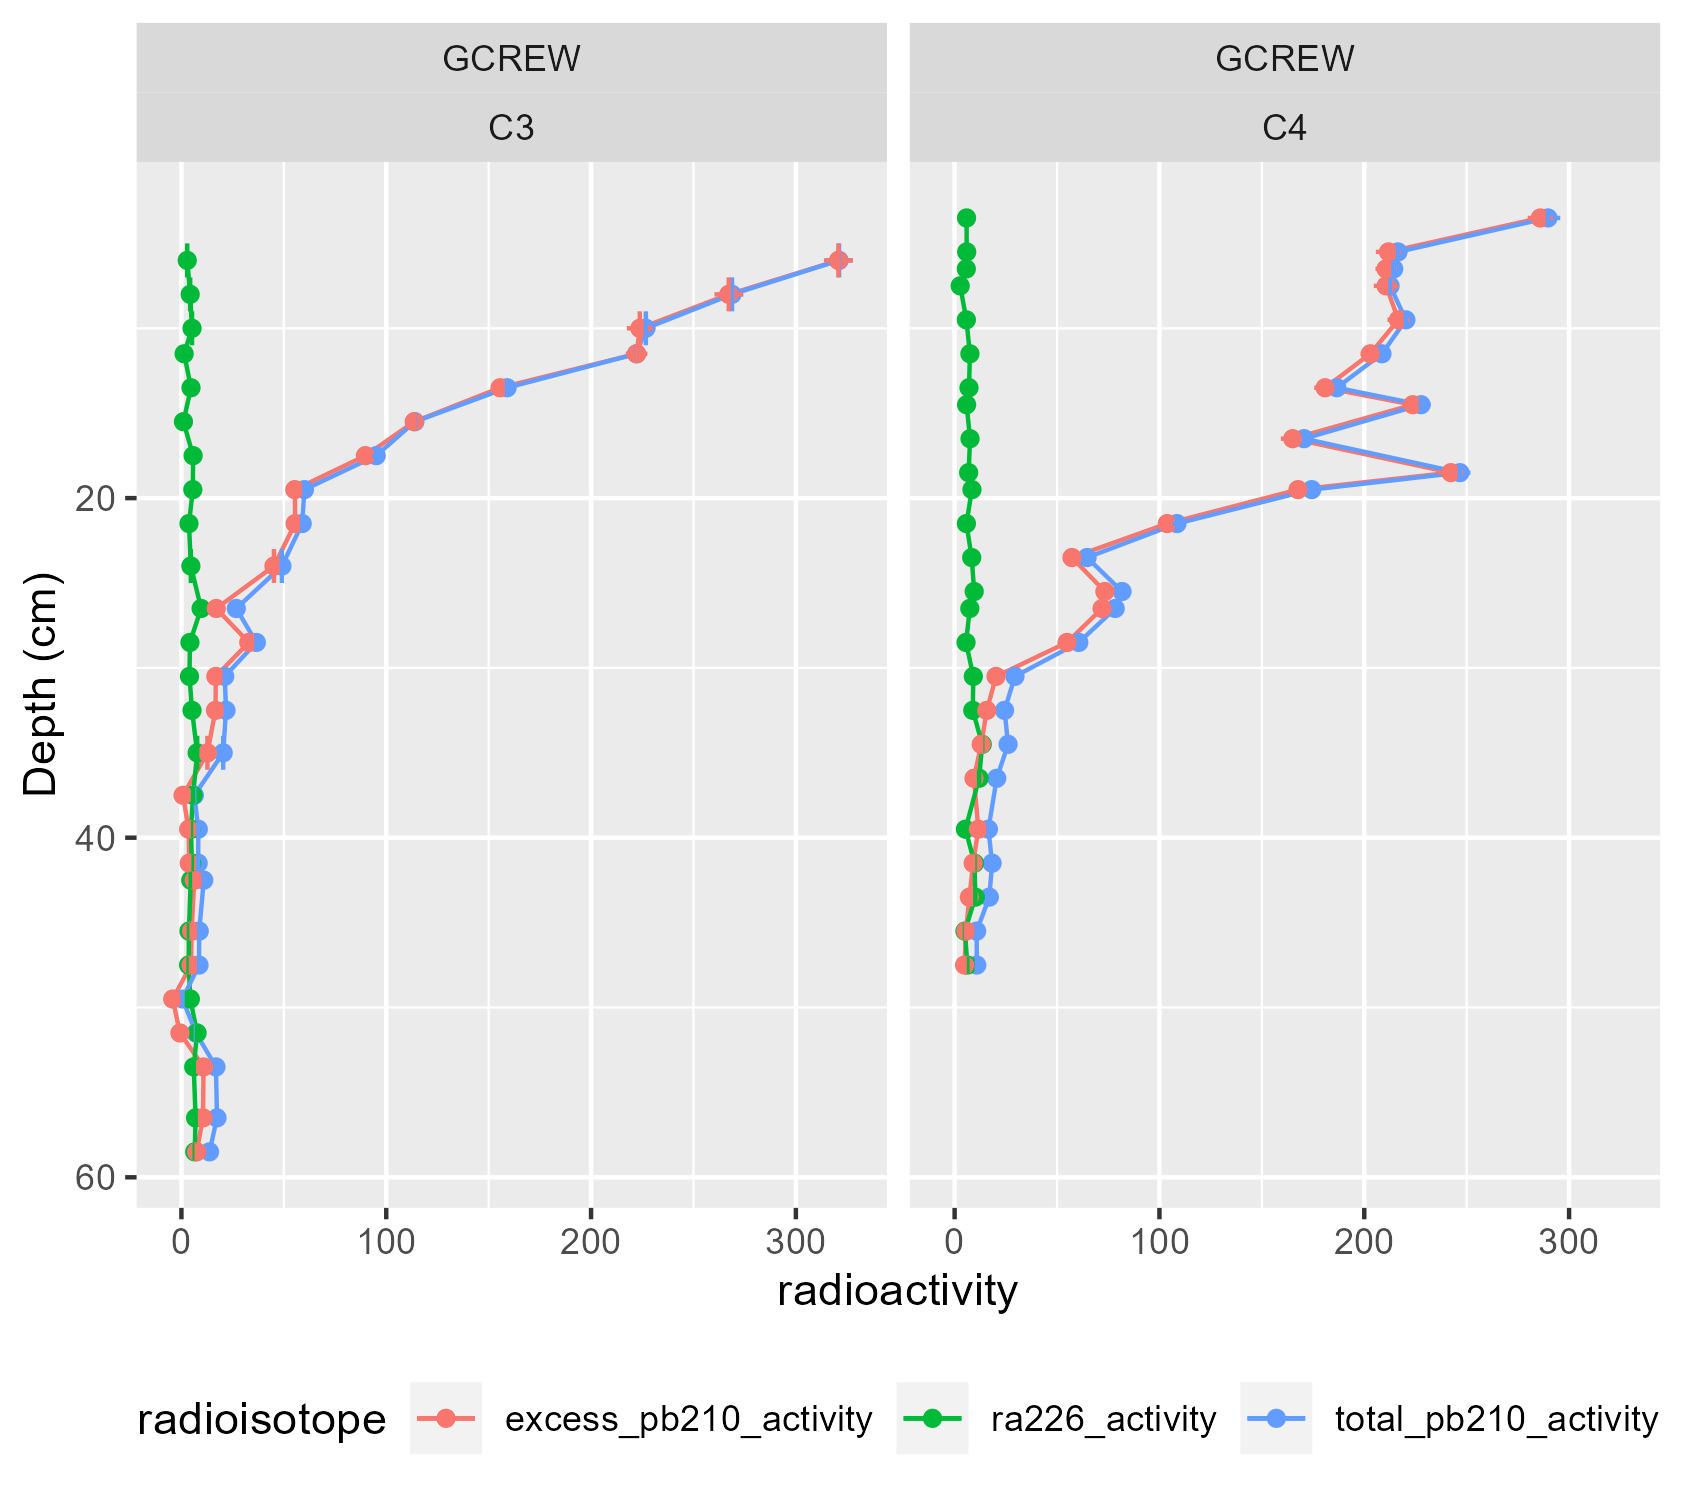 GCREW
GCREW
C3
C4
Depth (cm)
20
40
60
0
100
200
300
0
100
200
300
radioactivity
radioisotope
excess_pb210_activity
ra226_activity
total_pb210_activity